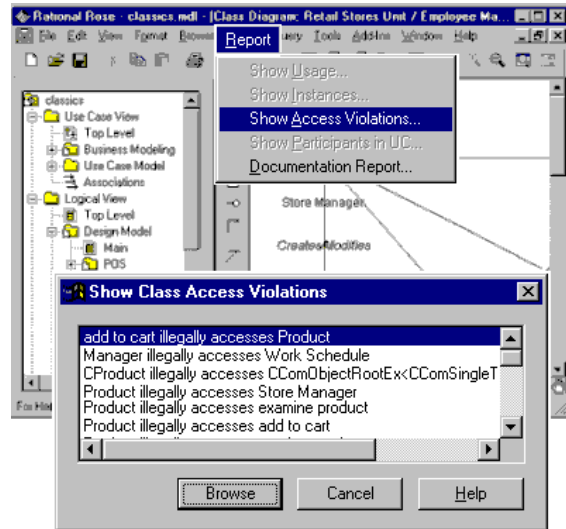 Rational Rose - classics.mdl - [Class Diagram: Retail Stores Unit / Employee Ma...
File Edit View Format Browse Report Query Tools Add-Ins Window Help
Show Usage...
Show Instances...
Show Access Violations...
Show Participants in UC...
Documentation Report...
classics
Use Case View
Top Level
Business Modeling
Use Case Model
Associations
Logical View
Top Level
Design Model
Main
POS
Store Manager
Creates/Modifies
For Hel
Show Class Access Violations
add to cart illegally accesses Product
Manager illegally accesses Work Schedule
CProduct illegally accesses CComObjectRootEx<CComSingleT
Product illegally accesses Store Manager
Product illegally accesses examine product
Product illegally accesses add to cart
Browse Cancel Help